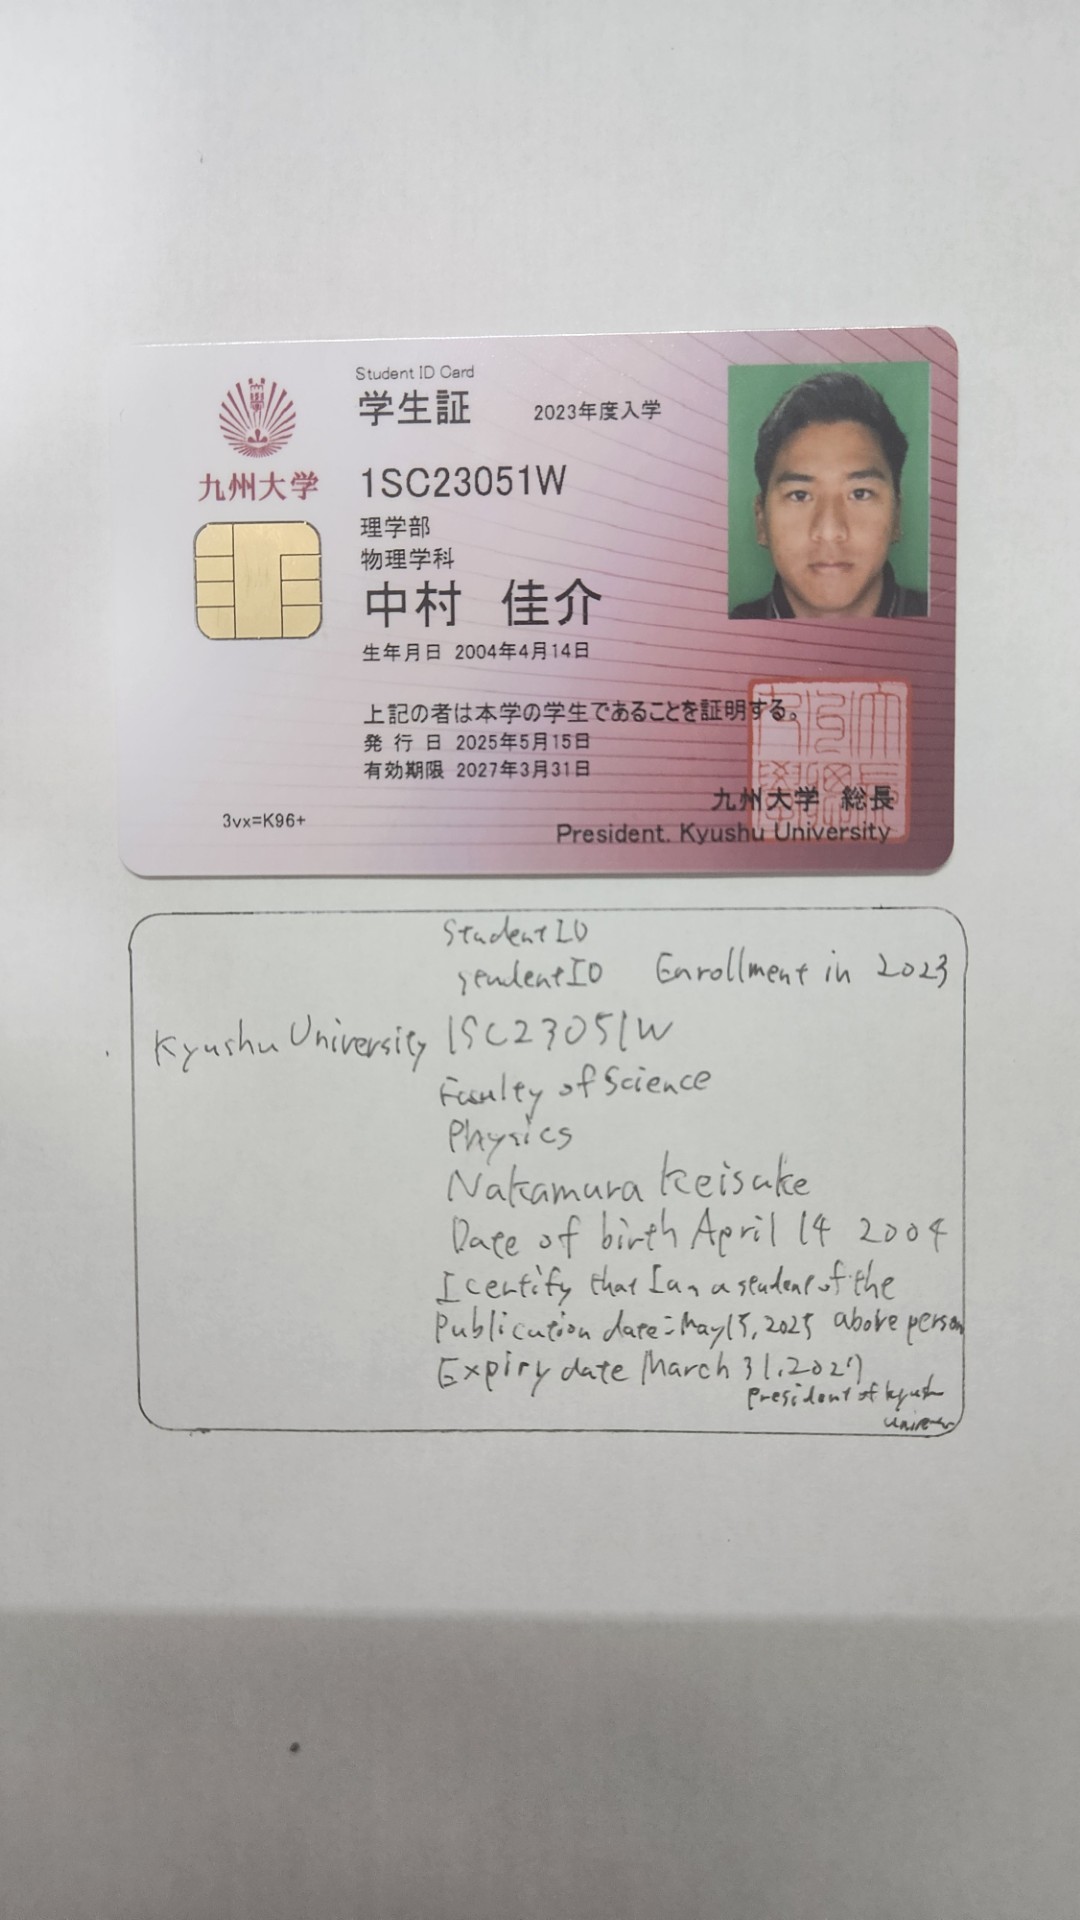 Student ID Card
学生証
2023年度入学
九州大学
1SC23051W
理学部
物理学科
中村 佳介
生年月日 2004年4月14日
上記の者は本学の学生であることを証明する。
発行日 2025年5月15日
有効期限 2027年3月31日
九州大学 総長
President. Kyushu University
3vx=K96+
Student ID
student ID Enrollment in 2023
Kyushu University 1SC23051W
Faculty of Science
Physics
Nakamura Keisuke
Date of birth April 14 2004
I certify that I am a student of the
Publication date: May 15, 2025 above person
Expiry date March 31, 2027
President of Kyushu